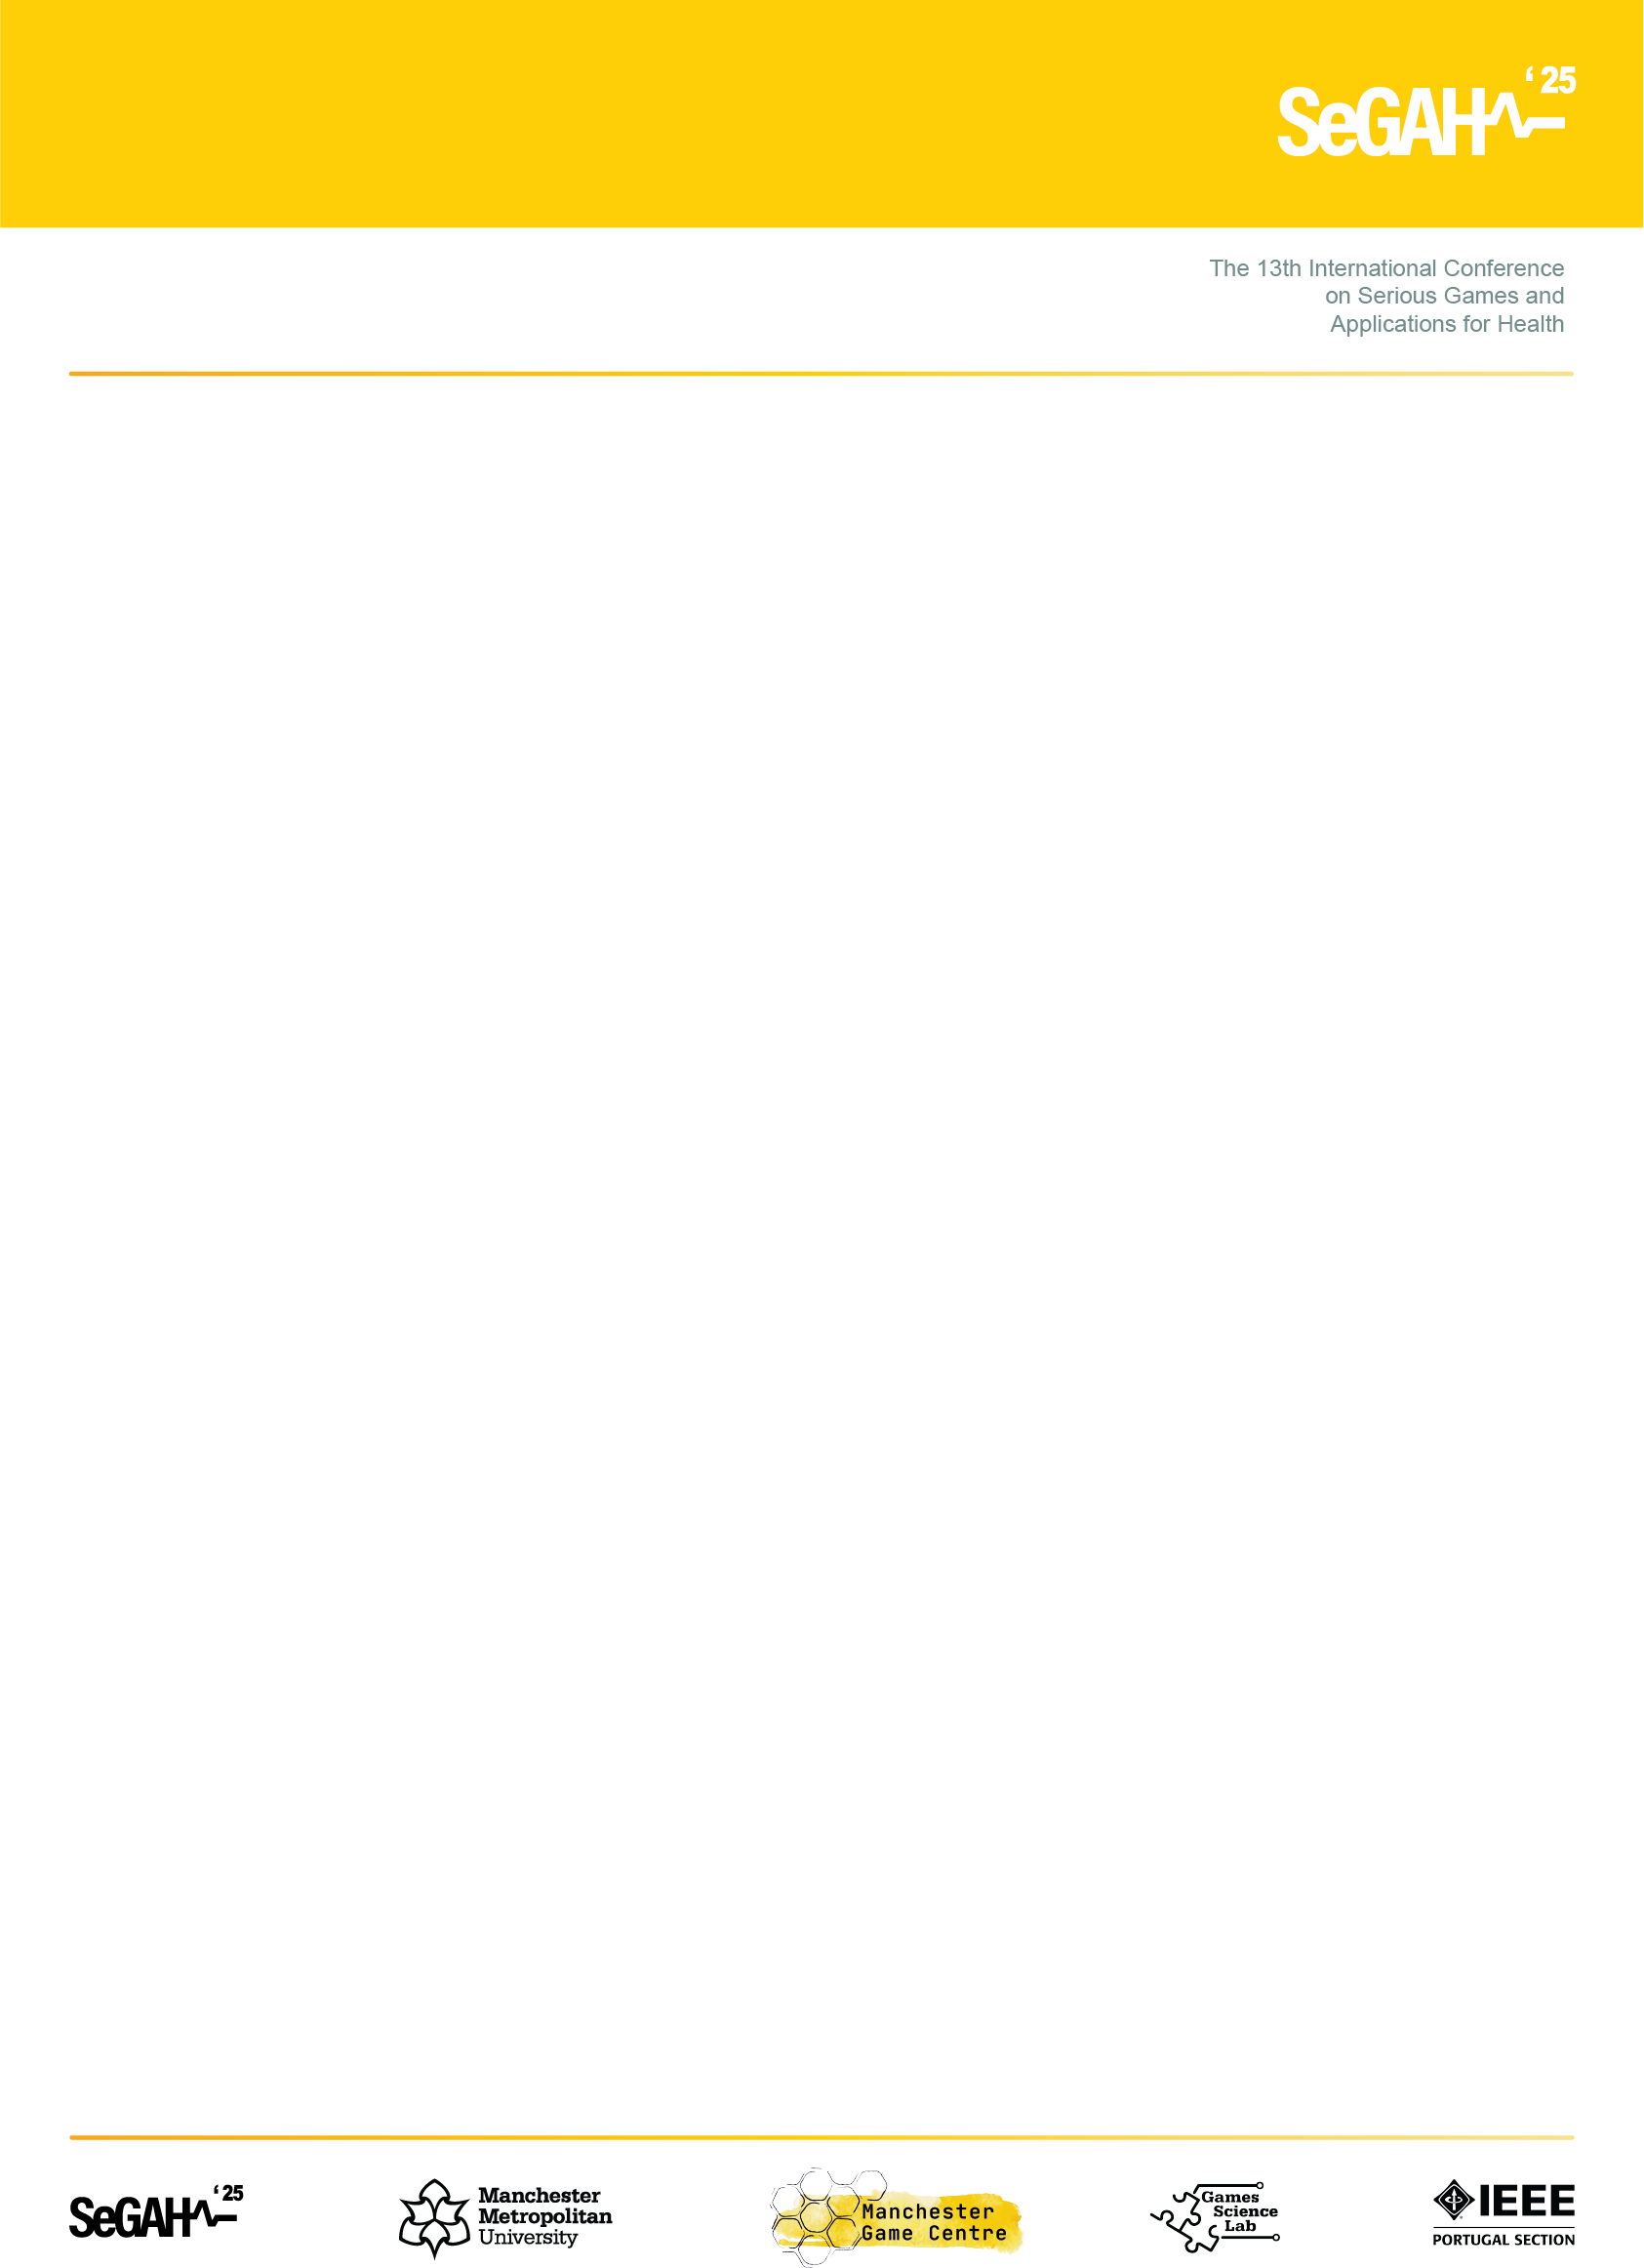 SeGAH ‘25
The 13th International Conference
on Serious Games and
Applications for Health
SeGAH ‘25
Manchester
Metropolitan
University
Manchester
Game Centre
Games
Science
Lab
IEEE
PORTUGAL SECTION